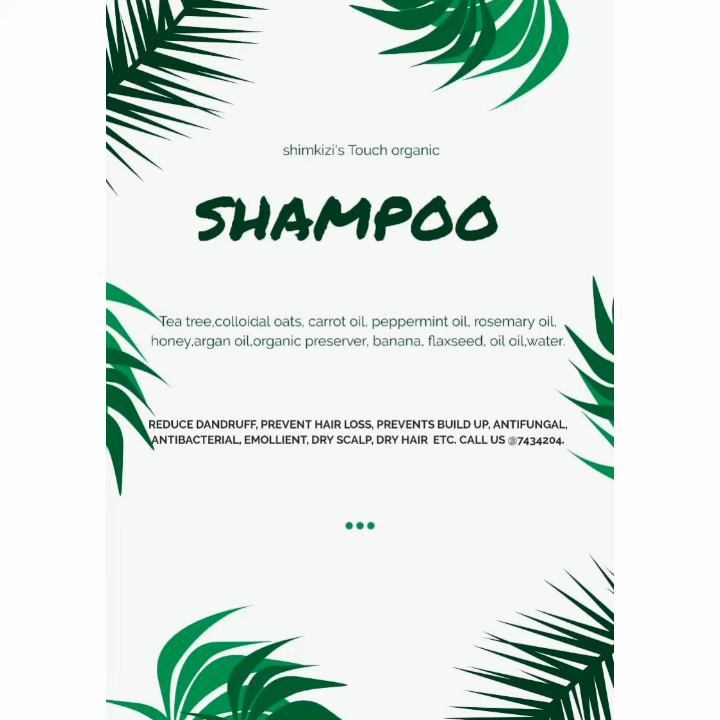 shimkizi's Touch organic
SHAMPOO
Tea tree,colloidal oats, carrot oil, peppermint oil, rosemary oil,
honey,argan oil,organic preserver, banana, flaxseed, oil oil,water.
REDUCE DANDRUFF, PREVENT HAIR LOSS, PREVENTS BUILD UP, ANTIFUNGAL,
ANTIBACTERIAL, EMOLLIENT, DRY SCALP, DRY HAIR  ETC. CALL US @7434204.